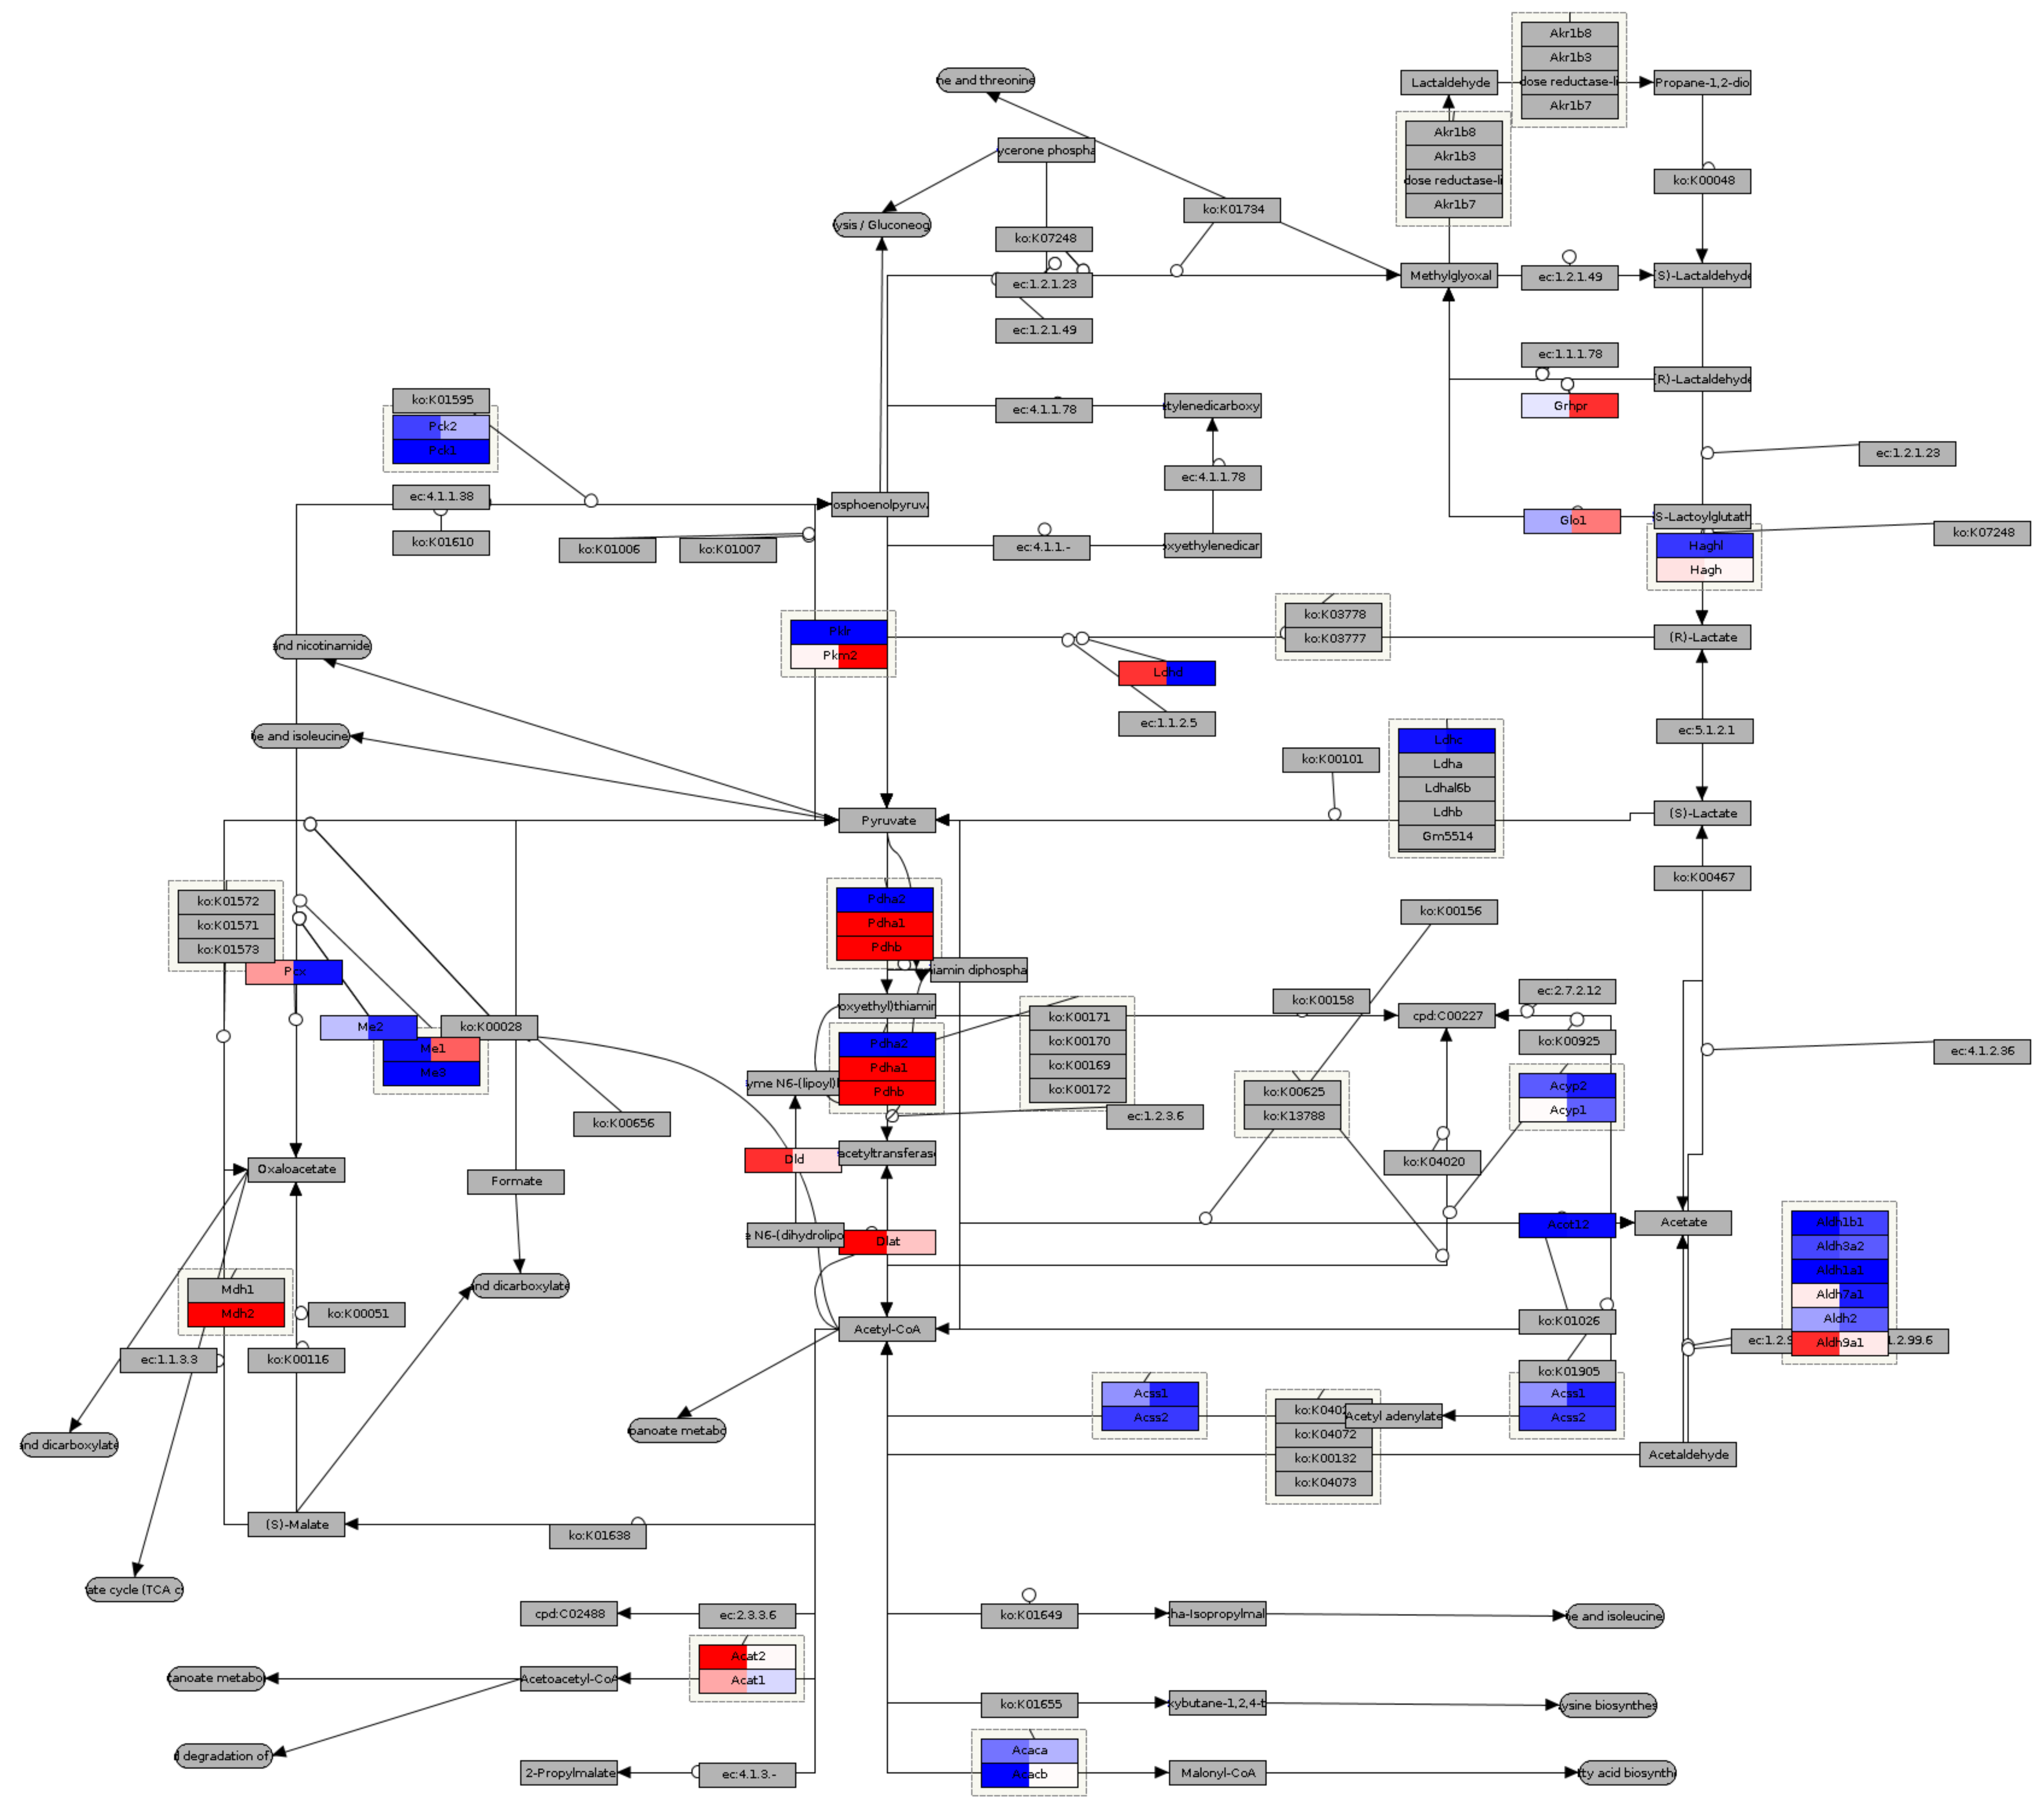 Akr1b8
Akr1b3
dose reductase-li
Akr1b7
ne and threonine
Lactaldehyde
Propane-1,2-dio
Akr1b8
Akr1b3
dose reductase-li
Akr1b7
ycerone phospha
ko:K00048
ko:K01734
ysis / Gluconeog
ko:K07248
Methylglyoxal
ec:1.2.1.49
S)-Lactaldehyde
ec:1.2.1.23
ec:1.2.1.49
ec:1.1.1.78
(R)-Lactaldehyde
Grhpr
ko:K01595
Pck2
Pck1
ec:4.1.1.78
tylenedicarboxy
ec:1.2.1.23
ec:4.1.1.78
ec:4.1.1.38
osphoenolpyruv
Glo1
S-Lactoylglutath
ko:K07248
ko:K01610
ko:K01006
ko:K01007
ec:4.1.1.-
oxyethylenedicar
Haghl
Hagh
ko:K03778
ko:K03777
(R)-Lactate
Pklr
Pkm2
and nicotinamide
Ldhd
ec:1.1.2.5
ne and isoleucine
ec:5.1.2.1
ko:K00101
Ldhc
Ldha
Ldhal6b
Ldhb
Gm5514
Pyruvate
(S)-Lactate
ko:K00467
ko:K01572
ko:K01571
ko:K01573
Pdha2
Pdha1
Pdhb
ko:K00156
Pcx
iamin diphospha
oxyethyl)thiamin
ko:K00158
ec:2.7.2.12
cpd:C00227
Me2
ko:K00028
Me1
Me3
Pdha2
Pdha1
Pdhb
ko:K00171
ko:K00170
ko:K00169
ko:K00172
ko:K00925
ec:4.1.2.36
yme N6-(lipoyl)l
ko:K00625
ko:K13788
Acyp2
Acyp1
ko:K00656
ec:1.2.3.6
Oxaloacetate
Dld
acetyltransferas
ko:K04020
Formate
e N6-(dihydrolipo
Dlat
Acot12
Acetate
Aldh1b1
Aldh3a2
Aldh1a1
Aldh7a1
Aldh2
Aldh9a1
Mdh1
Mdh2
nd dicarboxylate
ko:K00051
Acetyl-CoA
ko:K01026
ec:1.2.9
1.2.99.6
ec:1.1.3.3
ko:K00116
ko:K01905
Acss1
Acss2
Acss1
Acss2
ko:K040
ko:K04072
ko:K00132
ko:K04073
Acetyl adenylate
and dicarboxylate
panoate metabo
Acetaldehyde
(S)-Malate
ko:K01638
ate cycle (TCA c
cpd:C02488
ec:2.3.3.6
ko:K01649
ha-Isopropylmal
ne and isoleucine
Acat2
Acat1
tanoate metabo
Acetoacetyl-CoA
ko:K01655
xybutane-1,2,4-t
ysine biosynthes
d degradation of
2-Propylmalate
ec:4.1.3.-
Acaca
Acacb
Malonyl-CoA
tty acid biosynth